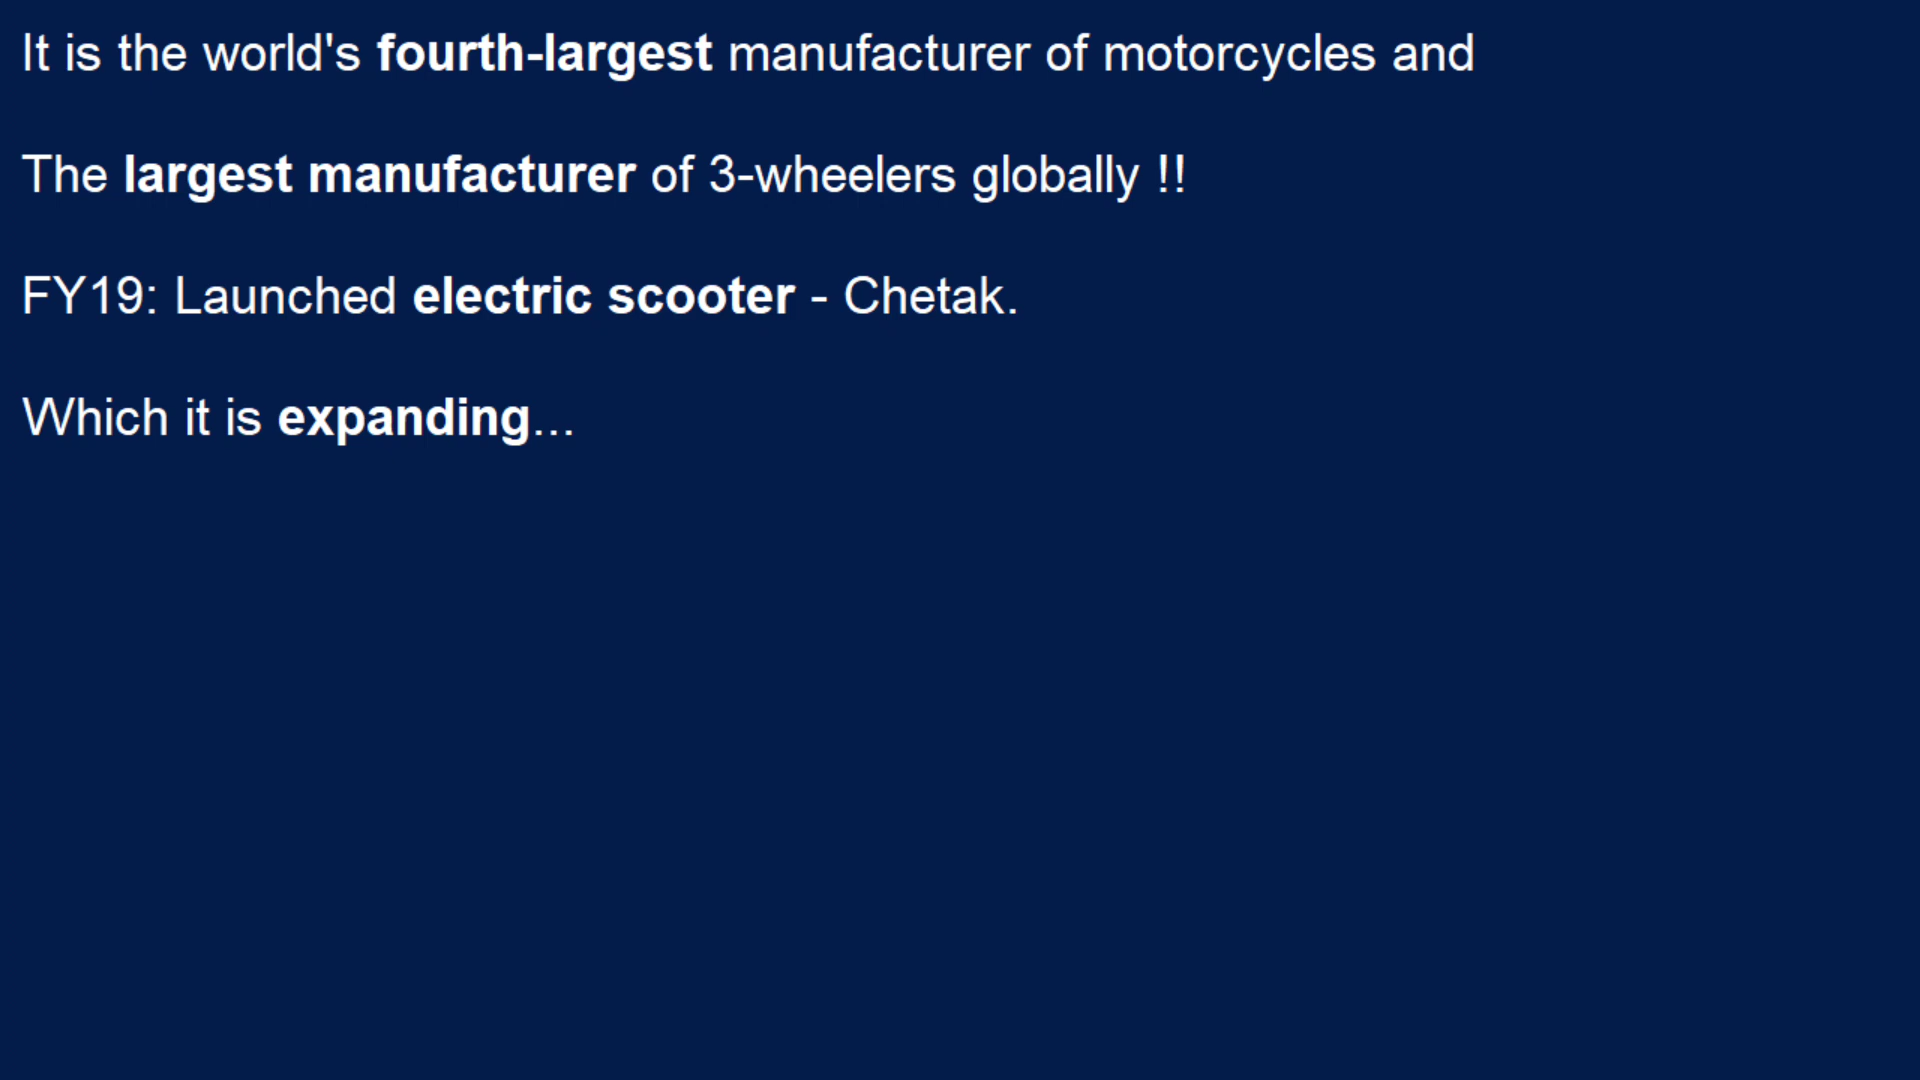 It is the world's fourth-largest manufacturer of motorcycles and
The largest manufacturer of 3-wheelers globally !!
FY19: Launched electric scooter - Chetak.
Which it is expanding...